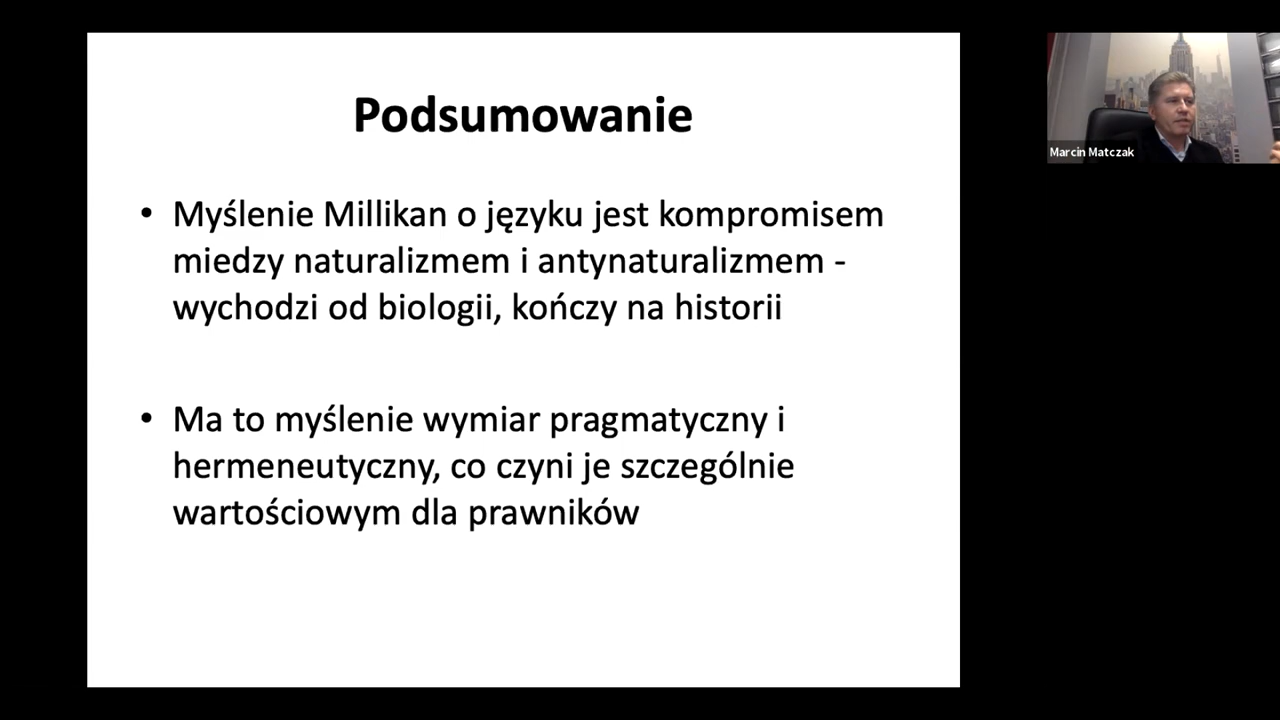 Podsumowanie
• Myślenie Millikan o języku jest kompromisem
miedzy naturalizmem i antynaturalizmem -
wychodzi od biologii, kończy na historii
• Ma to myślenie wymiar pragmatyczny i
hermeneutyczny, co czyni je szczególnie
wartościowym dla prawników
Marcin Matczak